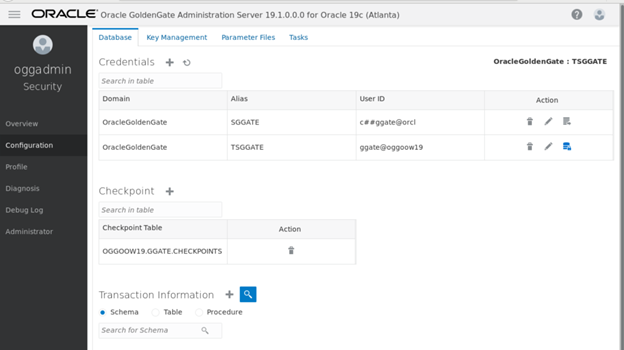 ORACLE Oracle GoldenGate Administration Server 19.1.0.0.0 for Oracle 19c (Atlanta)
oggadmin
Security
Overview
Configuration
Profile
Diagnosis
Debug Log
Administrator
Database Key Management Parameter Files Tasks
Credentials
OracleGoldenGate : TSGGATE
Search in table
Domain Alias User ID Action
OracleGoldenGate SGGATE c##ggate@orcl
OracleGoldenGate TSGGATE ggate@oggoow19
Checkpoint
Search in table
Checkpoint Table Action
OGGOOW19.GGATE.CHECKPOINTS
Transaction Information
Schema Table Procedure
Search for Schema